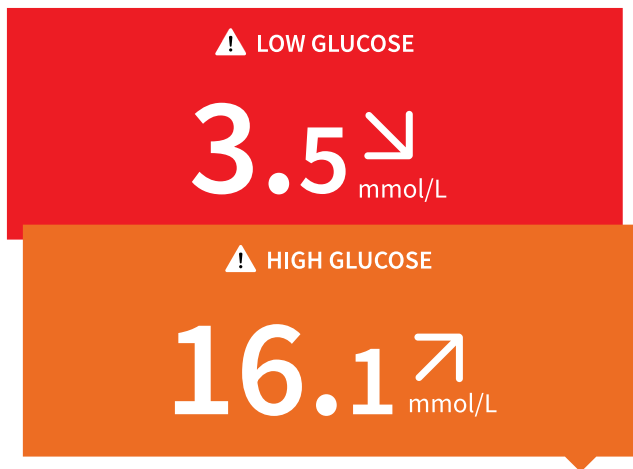 LOW GLUCOSE
3.5
mmol/L
HIGH GLUCOSE
16.1
mmol/L